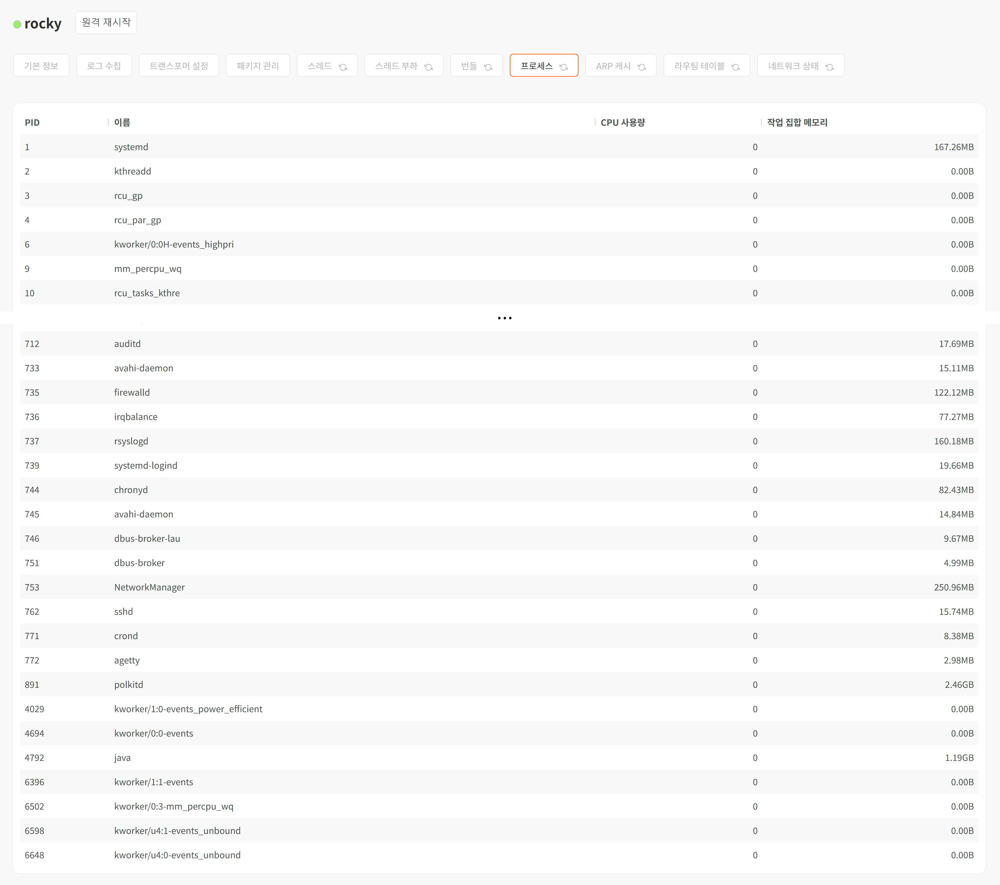 rocky 원격 재시작
기본 정보 로그 수집 트랜스포머 설정 패키지 관리 스레드 스레드 부하 번들 프로세스 ARP 캐시 라우팅 테이블 네트워크 상태
PID 이름 CPU 사용량 작업 집합 메모리
1 systemd 0 167.26MB
2 kthreadd 0 0.00B
3 rcu_gp 0 0.00B
4 rcu_par_gp 0 0.00B
6 kworker/0:0H-events_highpri 0 0.00B
9 mm_percpu_wq 0 0.00B
10 rcu_tasks_kthre 0 0.00B
...
712 auditd 0 17.69MB
733 avahi-daemon 0 15.11MB
735 firewalld 0 122.12MB
736 irqbalance 0 77.27MB
737 rsyslogd 0 160.18MB
739 systemd-logind 0 19.66MB
744 chronyd 0 82.43MB
745 avahi-daemon 0 14.84MB
746 dbus-broker-lau 0 9.67MB
751 dbus-broker 0 4.99MB
753 NetworkManager 0 250.96MB
762 sshd 0 15.74MB
771 crond 0 8.38MB
772 agetty 0 2.98MB
891 polkitd 0 2.46GB
4029 kworker/1:0-events_power_efficient 0 0.00B
4694 kworker/0:0-events 0 0.00B
4792 java 0 1.19GB
6396 kworker/1:1-events 0 0.00B
6502 kworker/0:3-mm_percpu_wq 0 0.00B
6598 kworker/u4:1-events_unbound 0 0.00B
6648 kworker/u4:0-events_unbound 0 0.00B